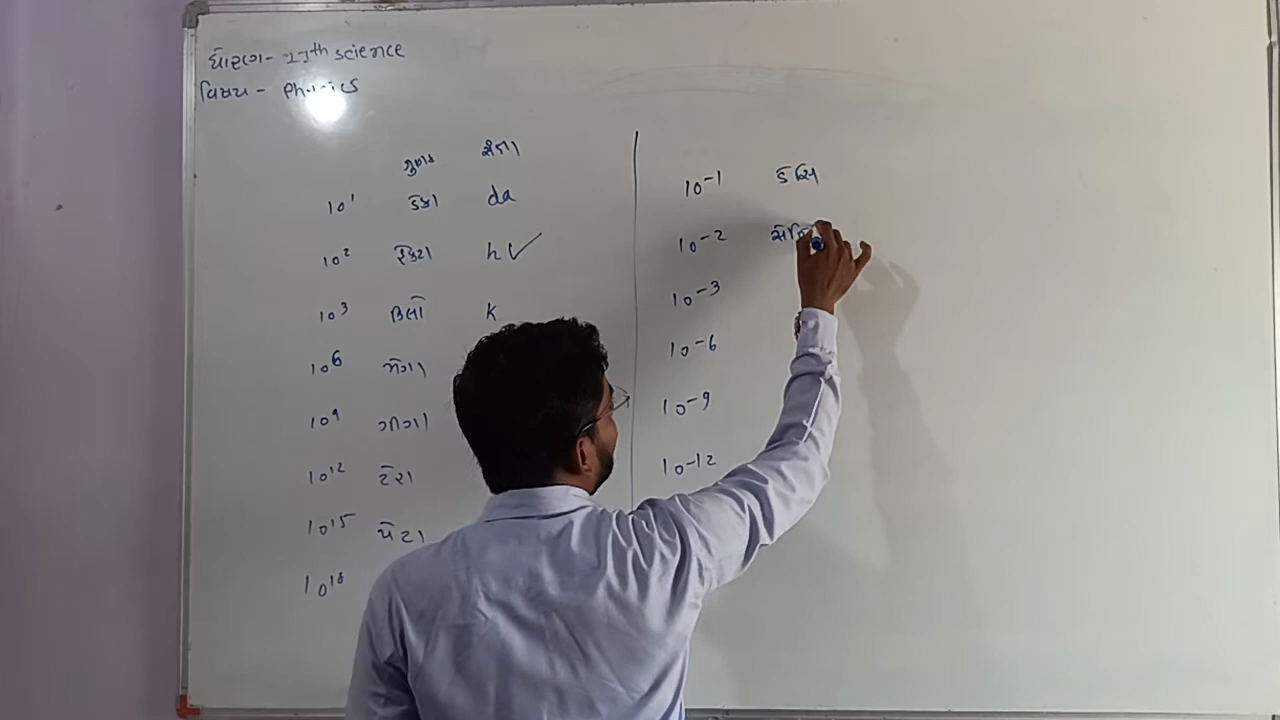 ધોરણ - 11th science
વિષય - Physics
ગુણાંક સંજ્ઞા
10¹ ડેકા da
10² હેક્ટા h ✓
10³ કિલો k
10⁶ મેગા
10⁹ ગીગા
10¹² ટેરા
10¹⁵ પેટા
10¹⁸
10⁻¹ ડેસિ
10⁻²
10⁻³
10⁻⁶
10⁻⁹
10⁻¹²